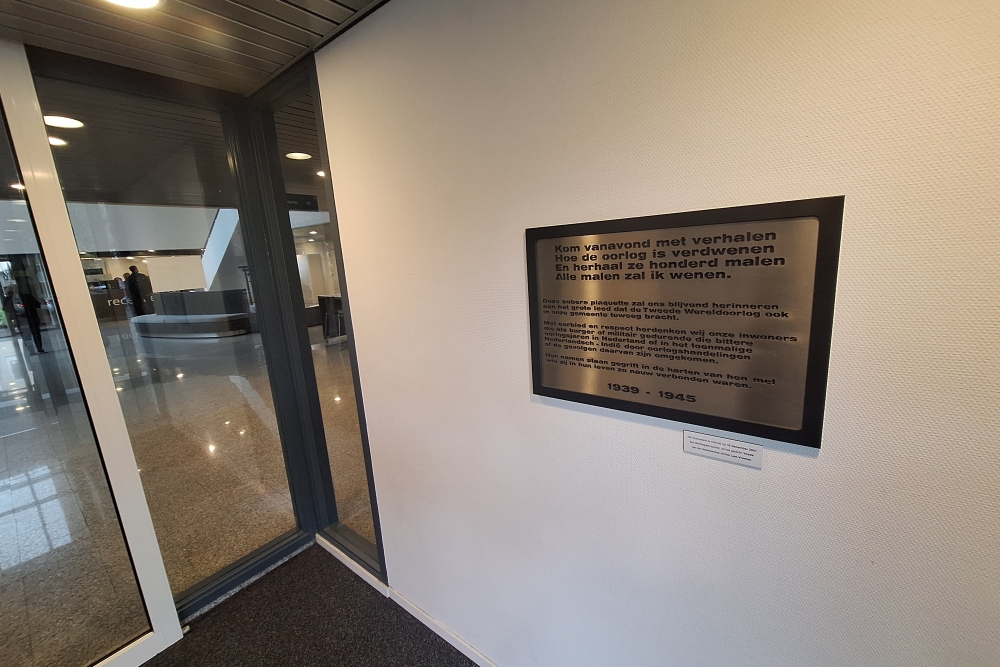 Kom vanavond met verhalen
Hoe de oorlog is verdwenen
En herhaal ze honderd malen
Alle malen zal ik wenen.
Deze sobere plaquette zal ons blijvend herinneren
aan het grote leed dat de Tweede Wereldoorlog ook
in onze gemeente teweeg bracht.
Met eerbied en respect herdenken wij onze inwoners
die als burger of militair gedurende die bittere
oorlogsjaren in Nederland of in het toenmalige
Nederlandsch - Indië door oorlogshandelingen
of de gevolgen daarvan zijn omgekomen.
Hun namen staan gegrift in de harten van hen met
wie zij in hun leven zo nauw verbonden waren.
1939 - 1945